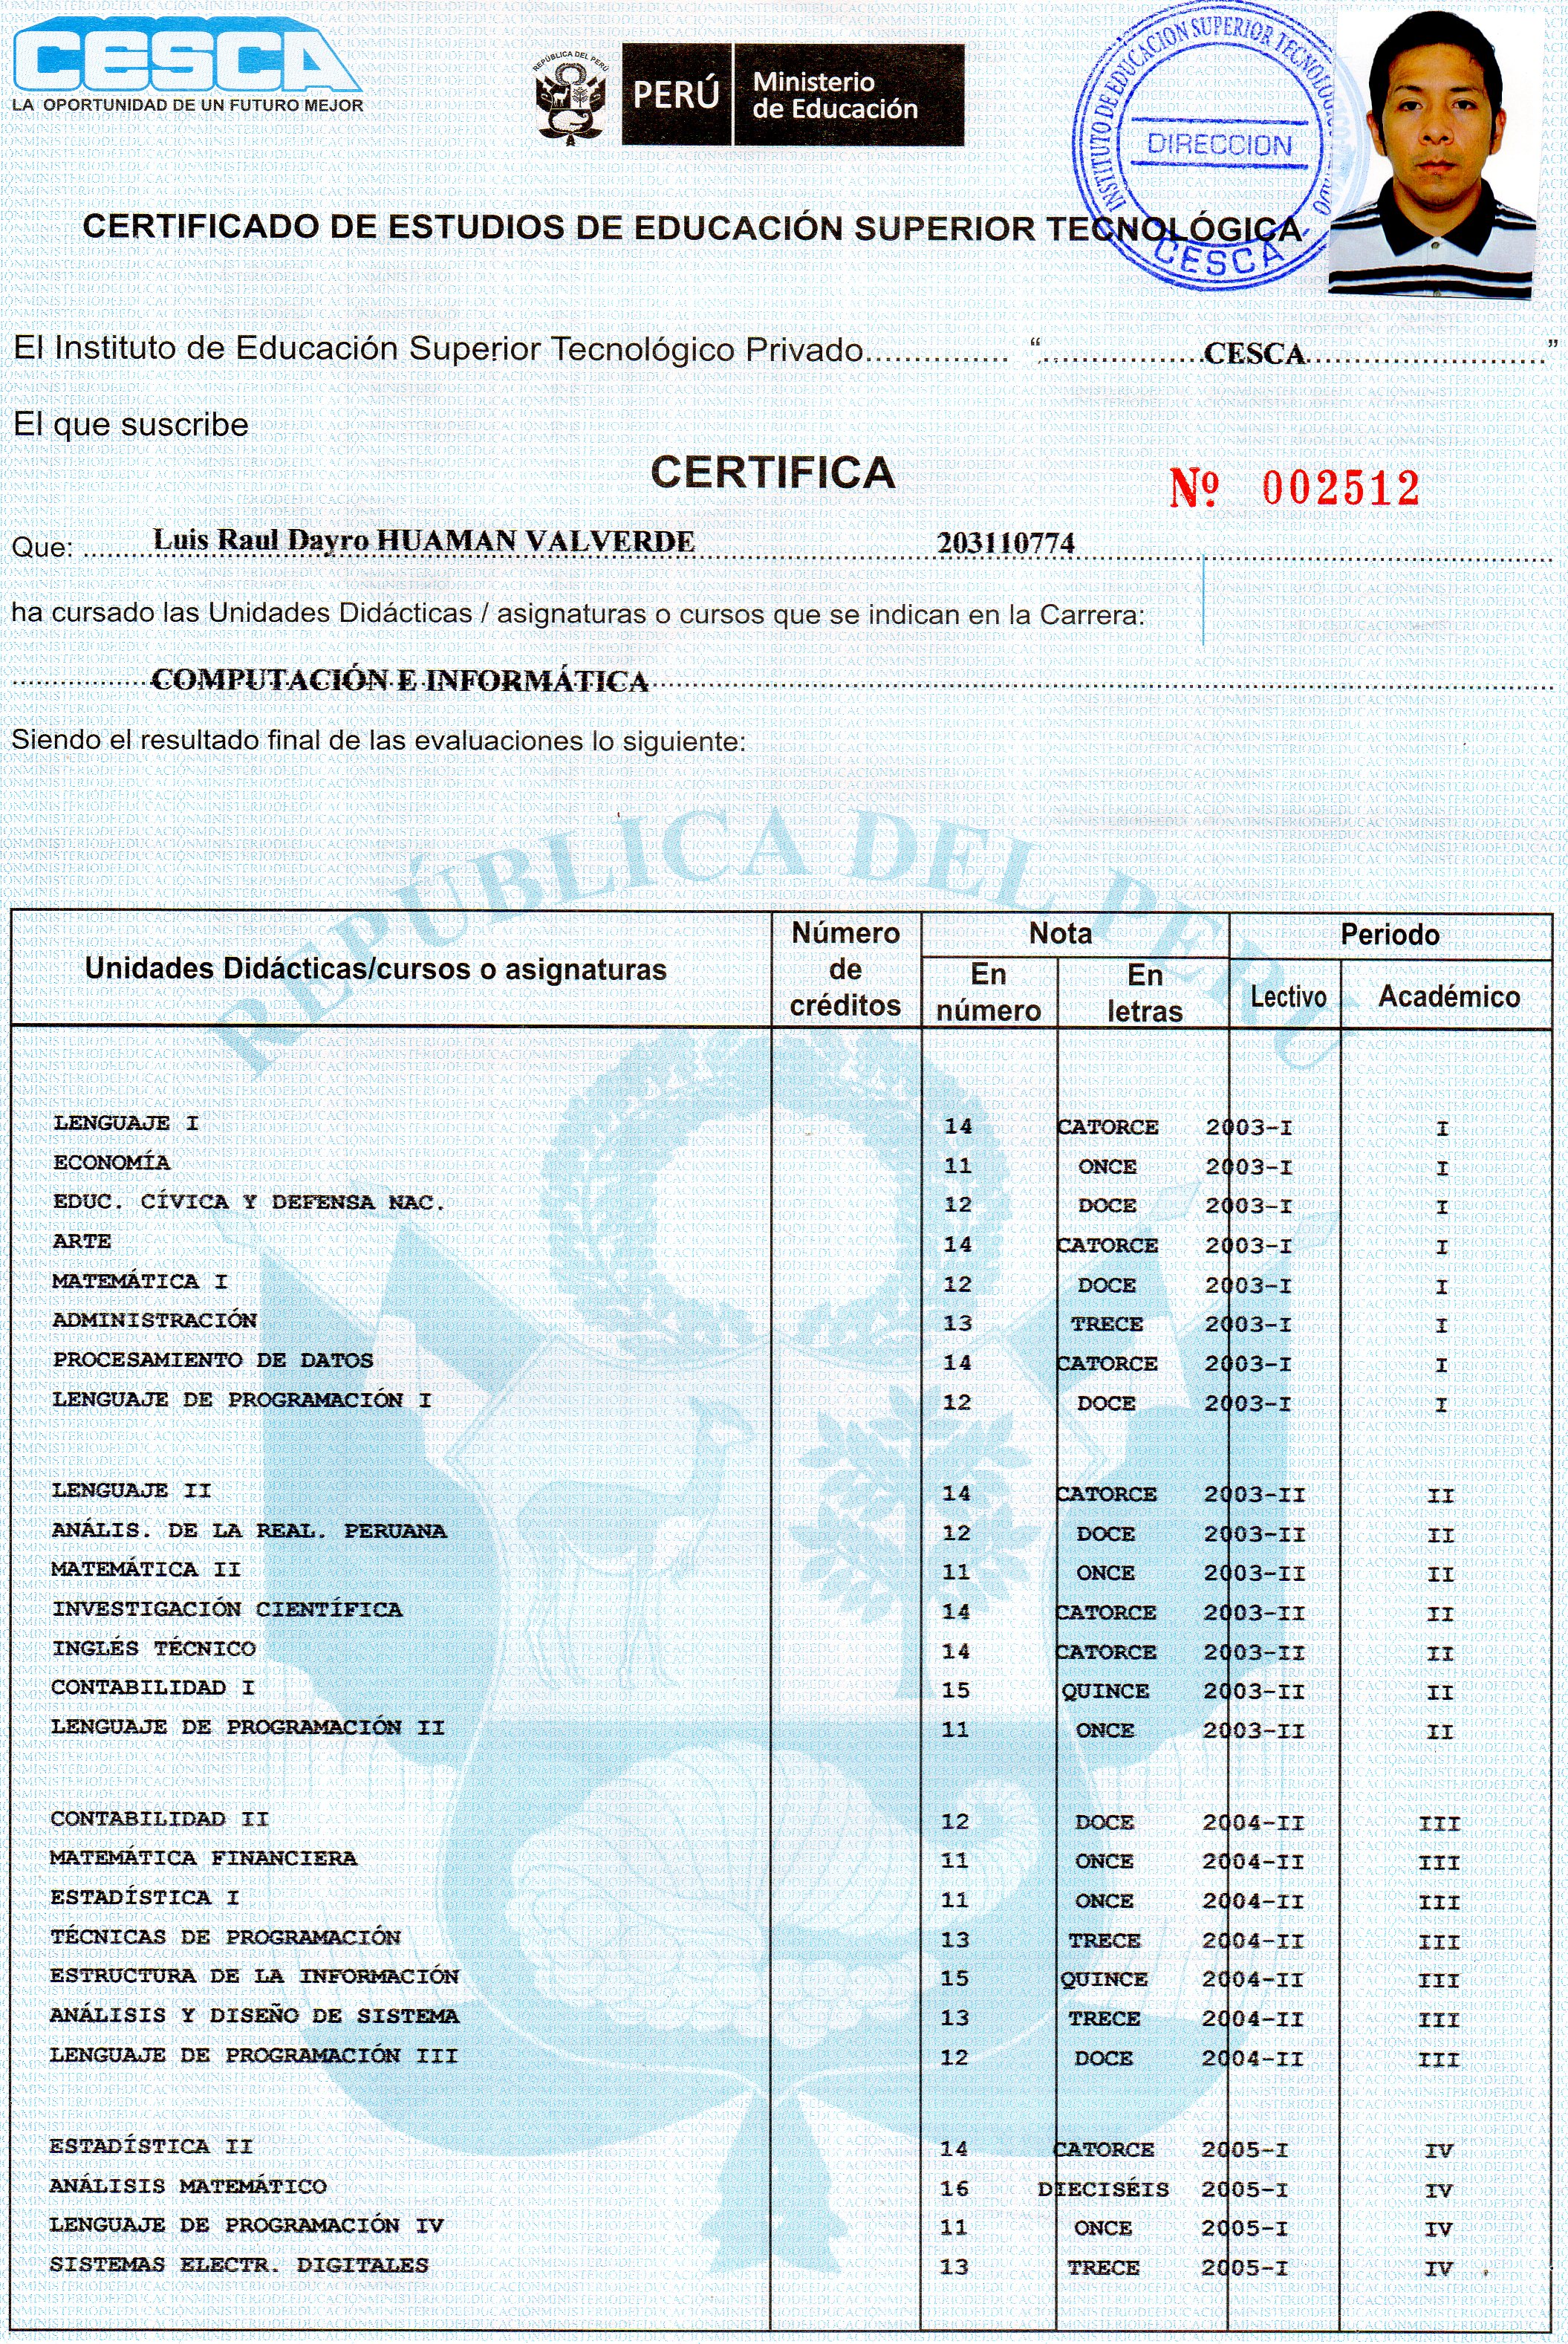 CESCA
LA OPORTUNIDAD DE UN FUTURO MEJOR
REPÚBLICA DEL PERÚ
PERÚ
Ministerio
de Educación
INSTITUTO DE EDUCACION SUPERIOR TECNOLOGICO
DIRECCION
CESCA
CERTIFICADO DE ESTUDIOS DE EDUCACIÓN SUPERIOR TECNOLÓGICA
El Instituto de Educación Superior Tecnológico Privado............... “......................CESCA..............................”
El que suscribe
CERTIFICA
Nº 002512
Que: .........Luis Raul Dayro HUAMAN VALVERDE 203110774
ha cursado las Unidades Didácticas / asignaturas o cursos que se indican en la Carrera:
COMPUTACIÓN E INFORMÁTICA
Siendo el resultado final de las evaluaciones lo siguiente:
REPÚBLICA DEL PERÚ
Unidades Didácticas/cursos o asignaturas
Número
de
créditos
Nota
En
número
En
letras
Periodo
Lectivo
Académico
LENGUAJE I 14 CATORCE 2003-I I
ECONOMÍA 11 ONCE 2003-I I
EDUC. CÍVICA Y DEFENSA NAC. 12 DOCE 2003-I I
ARTE 14 CATORCE 2003-I I
MATEMÁTICA I 12 DOCE 2003-I I
ADMINISTRACIÓN 13 TRECE 2003-I I
PROCESAMIENTO DE DATOS 14 CATORCE 2003-I I
LENGUAJE DE PROGRAMACIÓN I 12 DOCE 2003-I I
LENGUAJE II 14 CATORCE 2003-II II
ANÁLIS. DE LA REAL. PERUANA 12 DOCE 2003-II II
MATEMÁTICA II 11 ONCE 2003-II II
INVESTIGACIÓN CIENTÍFICA 14 CATORCE 2003-II II
INGLÉS TÉCNICO 14 CATORCE 2003-II II
CONTABILIDAD I 15 QUINCE 2003-II II
LENGUAJE DE PROGRAMACIÓN II 11 ONCE 2003-II II
CONTABILIDAD II 12 DOCE 2004-II III
MATEMÁTICA FINANCIERA 11 ONCE 2004-II III
ESTADÍSTICA I 11 ONCE 2004-II III
TÉCNICAS DE PROGRAMACIÓN 13 TRECE 2004-II III
ESTRUCTURA DE LA INFORMACIÓN 15 QUINCE 2004-II III
ANÁLISIS Y DISEÑO DE SISTEMA 13 TRECE 2004-II III
LENGUAJE DE PROGRAMACIÓN III 12 DOCE 2004-II III
ESTADÍSTICA II 14 CATORCE 2005-I IV
ANÁLISIS MATEMÁTICO 16 DIECISÉIS 2005-I IV
LENGUAJE DE PROGRAMACIÓN IV 11 ONCE 2005-I IV
SISTEMAS ELECTR. DIGITALES 13 TRECE 2005-I IV